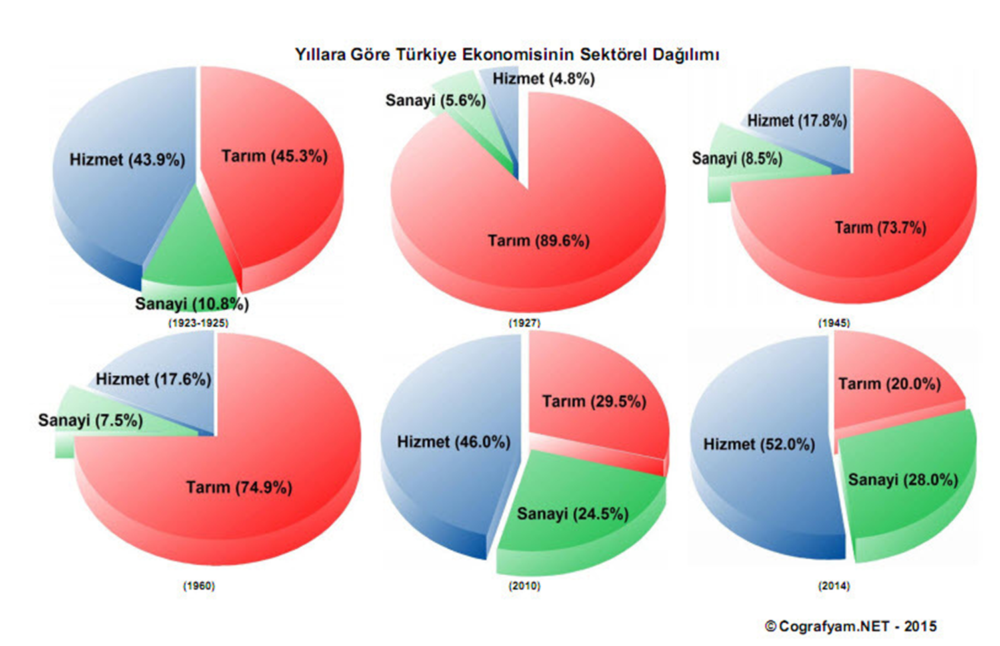 Yıllara Göre Türkiye Ekonomisinin Sektörel Dağılımı
Hizmet (43.9%)
Tarım (45.3%)
Sanayi (10.8%)
(1923-1925)
Hizmet (4.8%)
Sanayi (5.6%)
Tarım (89.6%)
(1927)
Hizmet (17.8%)
Sanayi (8.5%)
Tarım (73.7%)
(1945)
Hizmet (17.6%)
Sanayi (7.5%)
Tarım (74.9%)
(1960)
Tarım (29.5%)
Hizmet (46.0%)
Sanayi (24.5%)
(2010)
Tarım (20.0%)
Hizmet (52.0%)
Sanayi (28.0%)
(2014)
©Cografyam.NET - 2015